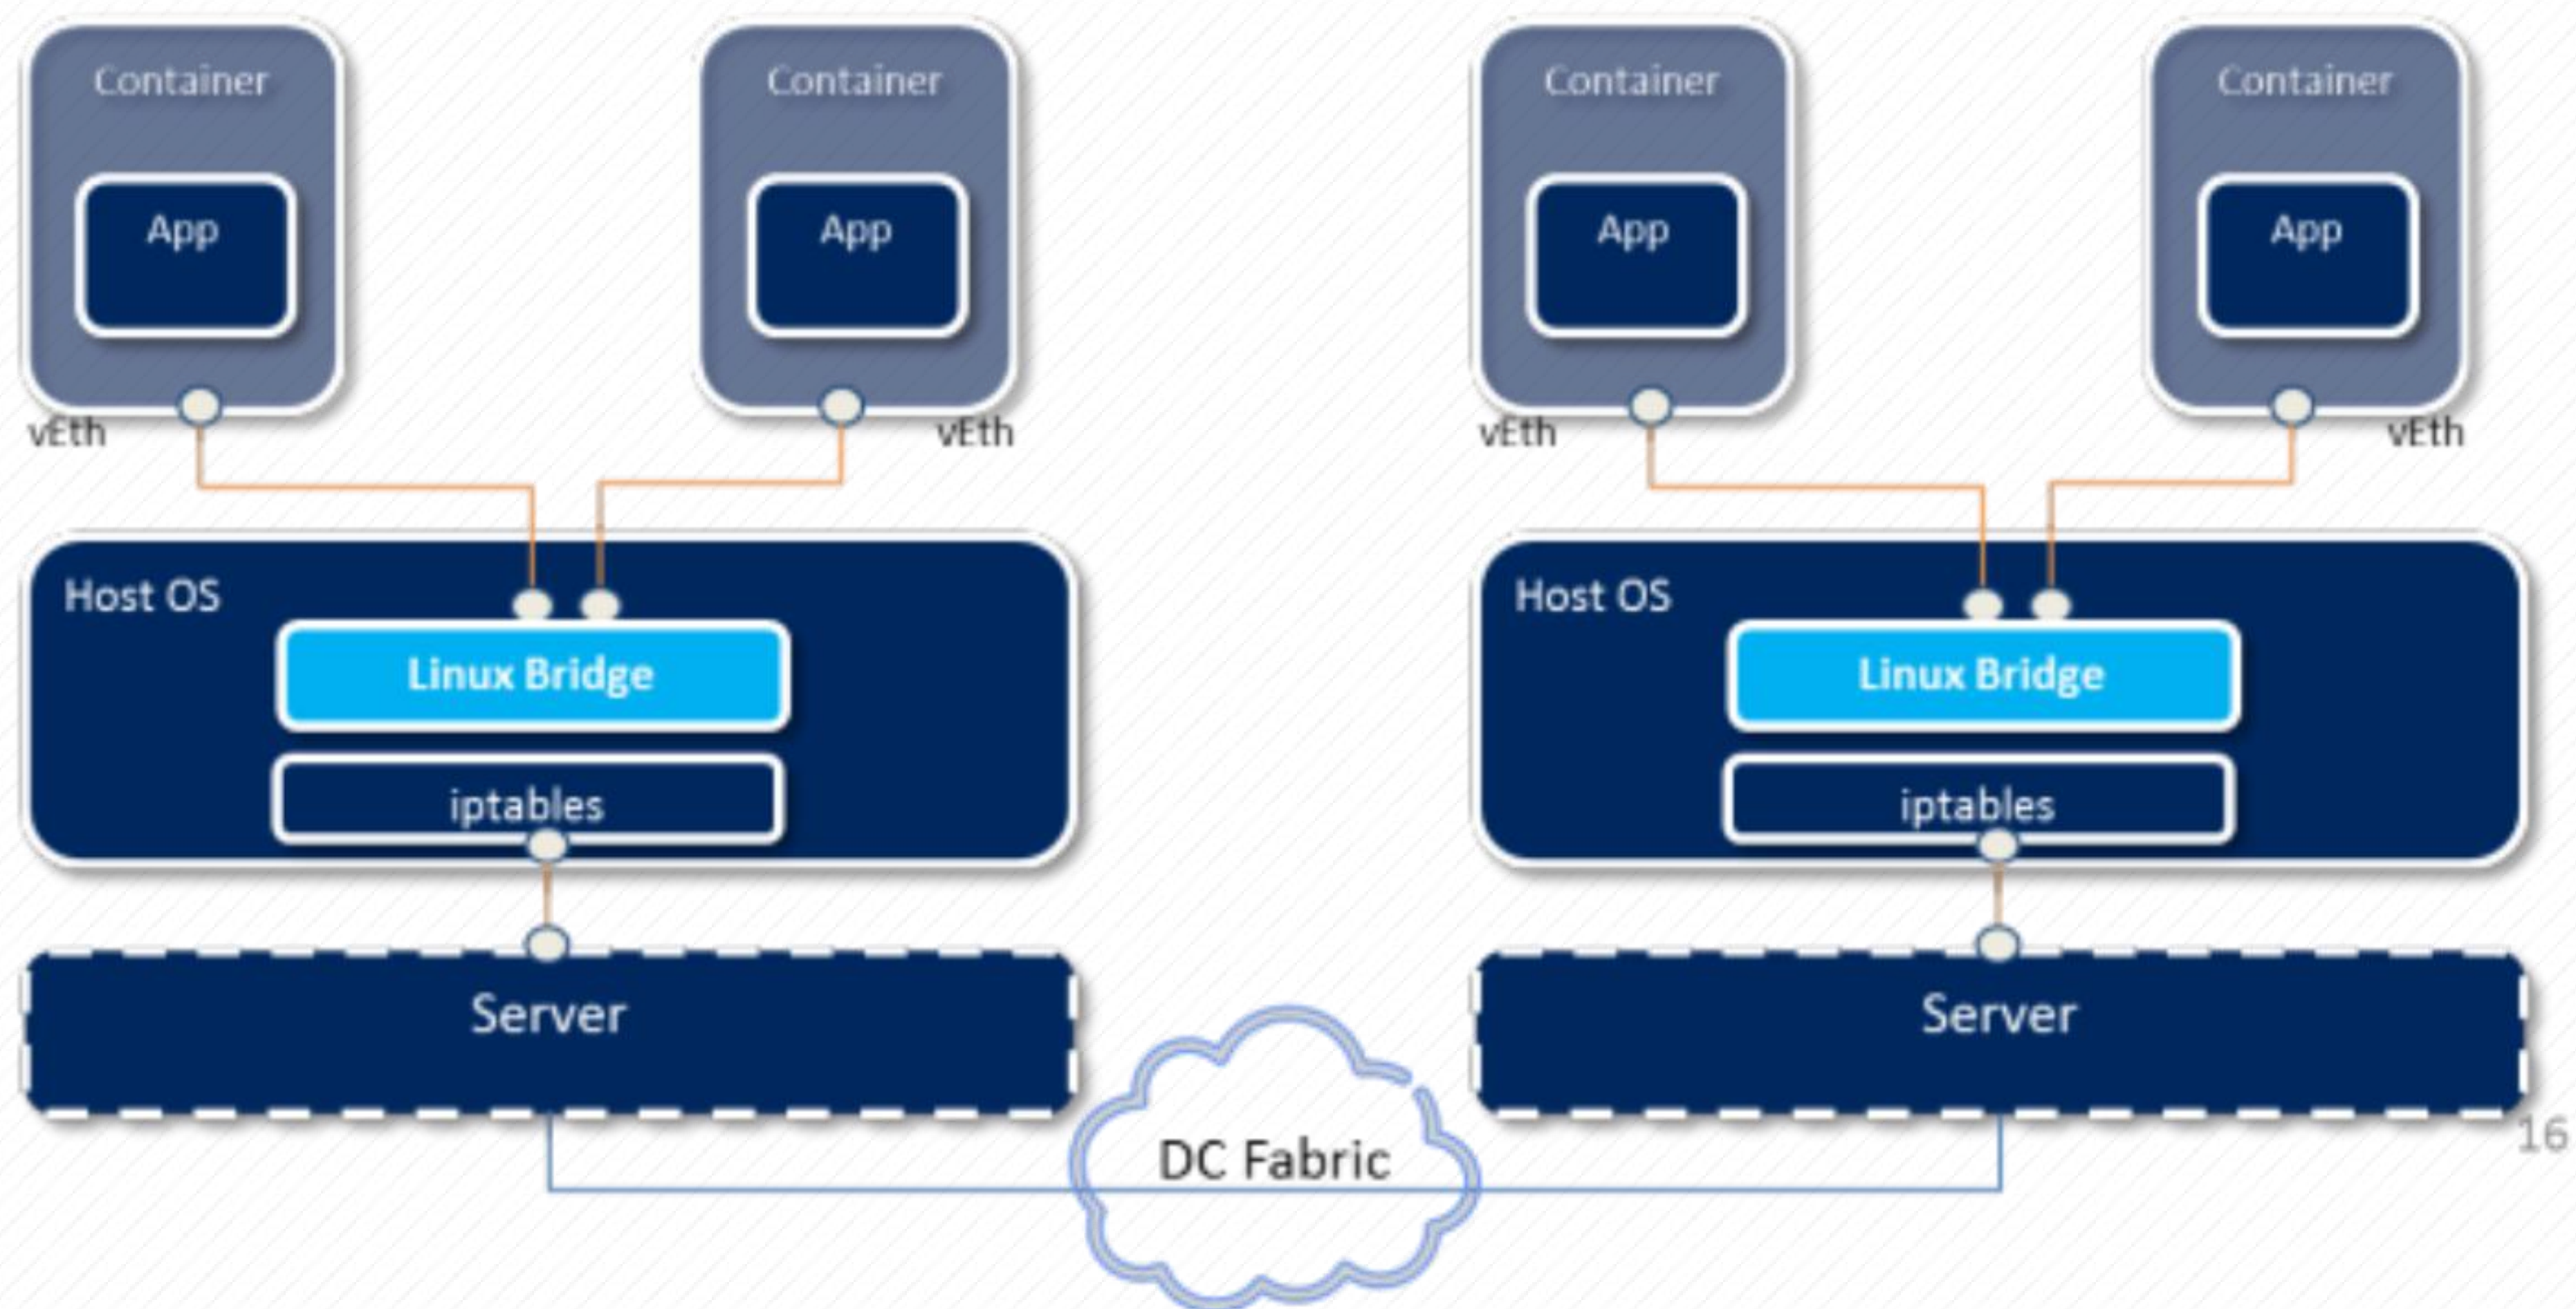 Container
Container
Container
Container
App
App
App
App
vEth
vEth
vEth
vEth
Host OS
Host OS
Linux Bridge
Linux Bridge
iptables
iptables
Server
Server
16
DC Fabric